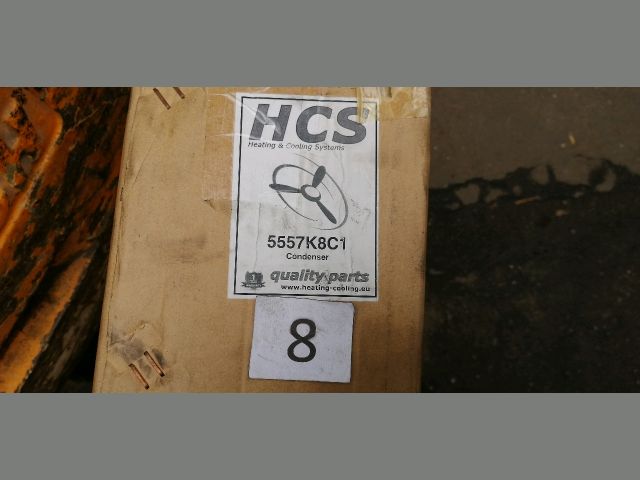 HCS
Heating & Cooling Systems
5557K8C1
Condenser
quality parts
www.heating-cooling.eu
8